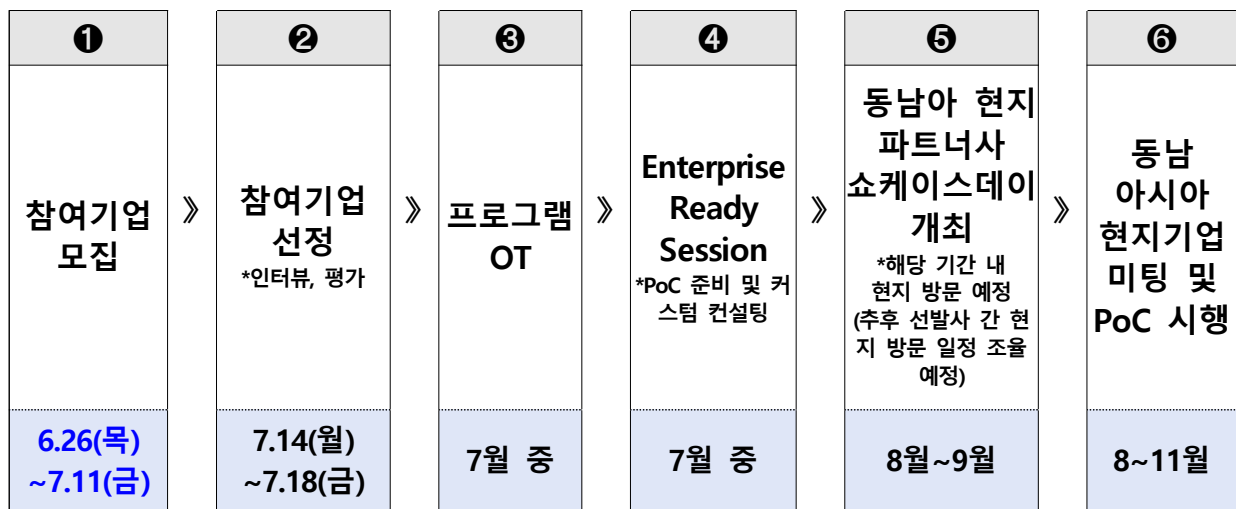 ❶
참여기업
모집
6.26(목)
~7.11(금)
》
❷
참여기업
선정
*인터뷰, 평가
7.14(월)
~7.18(금)
》
❸
프로그램
OT
7월 중
》
❹
Enterprise
Ready
Session
*PoC 준비 및 커
스텀 컨설팅
7월 중
》
❺
동남아 현지
파트너사
쇼케이스데이
개최
*해당 기간 내
현지 방문 예정
(추후 선발사 간 현
지 방문 일정 조율
예정)
8월~9월
》
❻
동남
아시아
현지기업
미팅 및
PoC 시행
8~11월